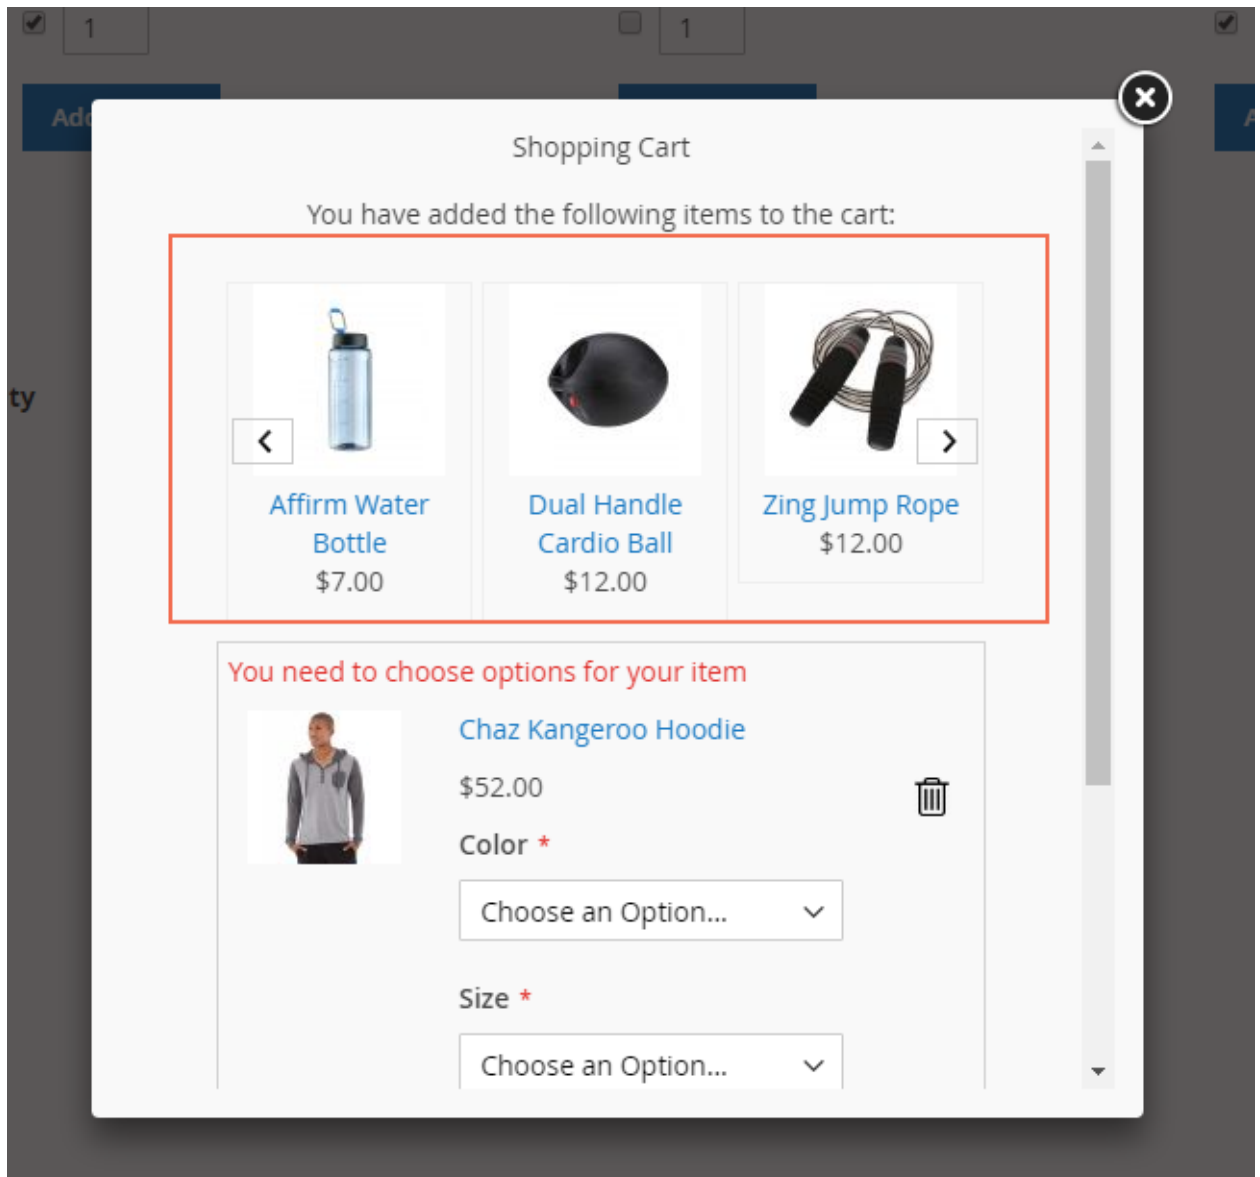 1
1
Add
A
Shopping Cart
You have added the following items to the cart:
ty
Affirm Water
Bottle
$7.00
Dual Handle
Cardio Ball
$12.00
Zing Jump Rope
$12.00
You need to choose options for your item
Chaz Kangeroo Hoodie
$52.00
Color *
Choose an Option...
Size *
Choose an Option...